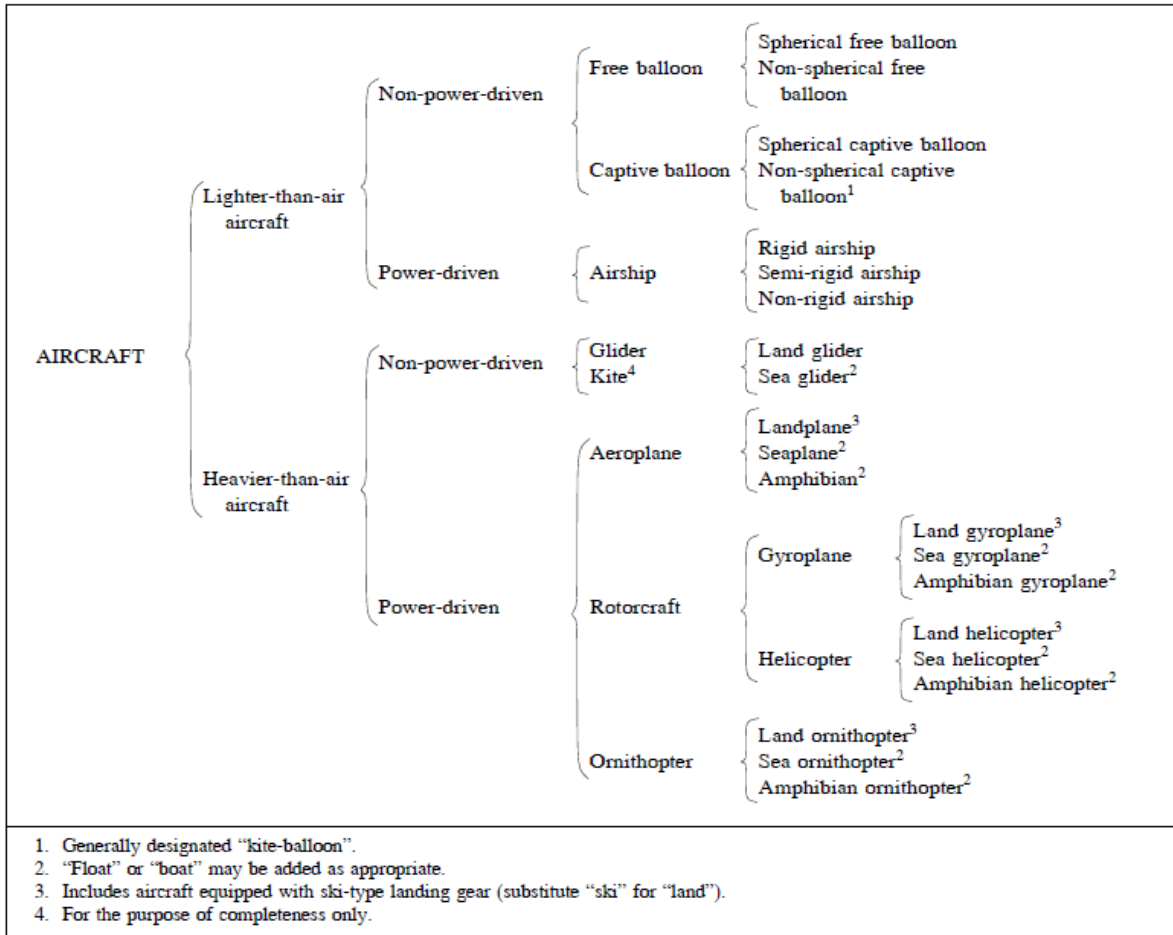 Spherical free balloon
Free balloon
Non-spherical free
balloon
Non-power-driven
Spherical captive balloon
Captive balloon
Non-spherical captive
balloon¹
Lighter-than-air
aircraft
Rigid airship
Power-driven
Airship
Semi-rigid airship
Non-rigid airship
AIRCRAFT
Non-power-driven
Glider
Kite⁴
Land glider
Sea glider²
Landplane³
Aeroplane
Seaplane²
Amphibian²
Heavier-than-air
aircraft
Land gyroplane³
Gyroplane
Sea gyroplane²
Amphibian gyroplane²
Power-driven
Rotorcraft
Land helicopter³
Helicopter
Sea helicopter²
Amphibian helicopter²
Land ornithopter³
Ornithopter
Sea ornithopter²
Amphibian ornithopter²
1. Generally designated “kite-balloon”.
2. “Float” or “boat” may be added as appropriate.
3. Includes aircraft equipped with ski-type landing gear (substitute “ski” for “land”).
4. For the purpose of completeness only.